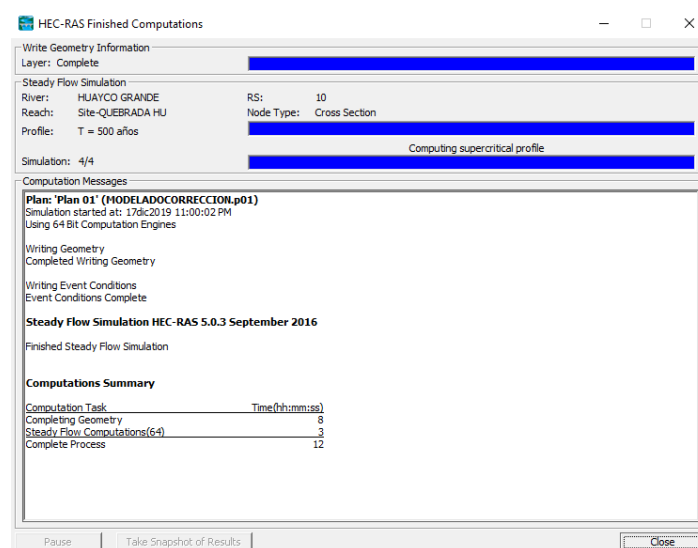 HEC-RAS Finished Computations
Write Geometry Information
Layer: Complete
Steady Flow Simulation
River: HUAYCO GRANDE RS: 10
Reach: Site-QUEBRADA HU Node Type: Cross Section
Profile: T = 500 años
Computing supercritical profile
Simulation: 4/4
Computation Messages
Plan: 'Plan 01' (MODELADOCORRECCION.p01)
Simulation started at: 17dic2019 11:00:02 PM
Using 64 Bit Computation Engines
Writing Geometry
Completed Writing Geometry
Writing Event Conditions
Event Conditions Complete
Steady Flow Simulation HEC-RAS 5.0.3 September 2016
Finished Steady Flow Simulation
Computations Summary
Computation Task Time(hh:mm:ss)
Completing Geometry 8
Steady Flow Computations(64) 3
Complete Process 12
Pause Take Snapshot of Results Close